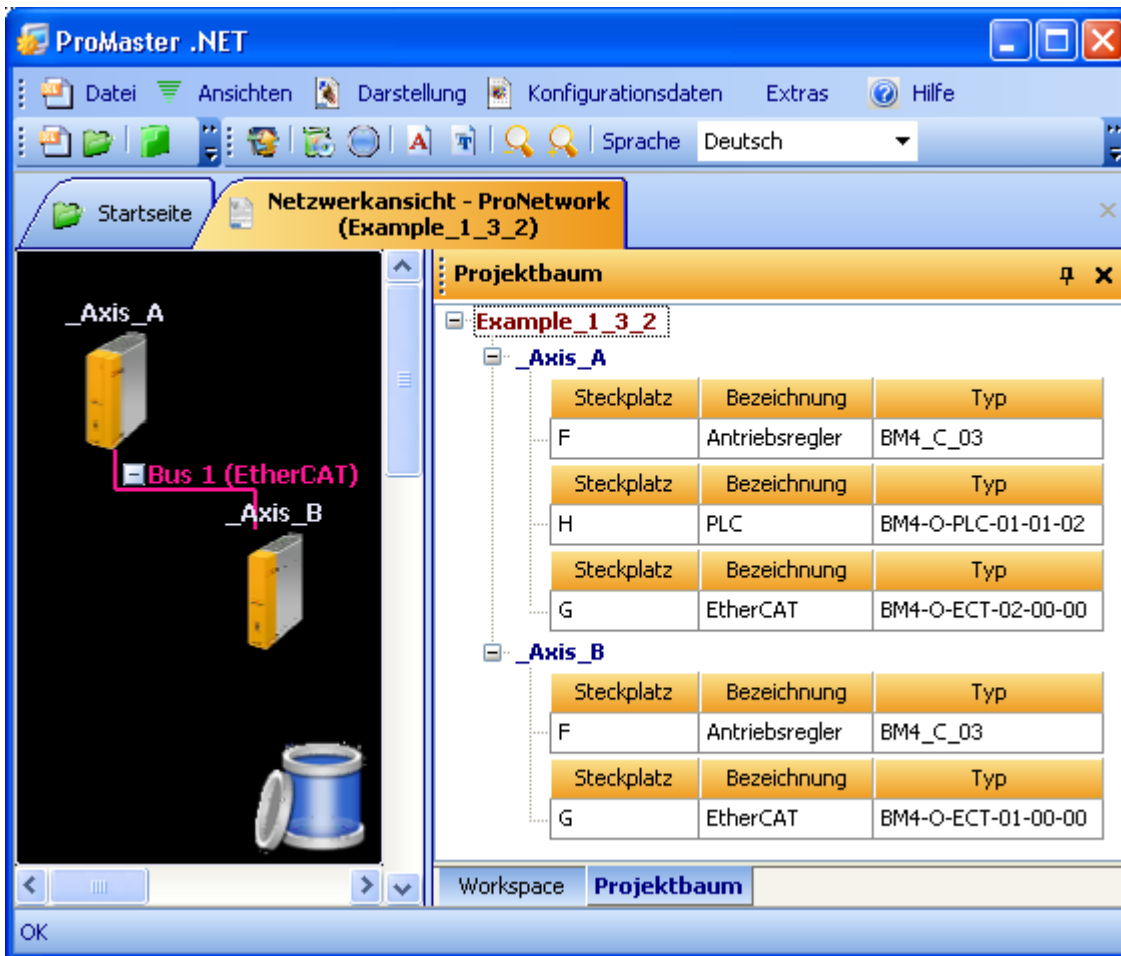 ProMaster .NET
Datei Ansichten Darstellung Konfigurationsdaten Extras Hilfe
Sprache Deutsch
Startseite
Netzwerkansicht - ProNetwork
(Example_1_3_2)
_Axis_A
Bus 1 (EtherCAT)
_Axis_B
Projektbaum
Example_1_3_2
_Axis_A
Steckplatz Bezeichnung Typ
F Antriebsregler BM4_C_03
Steckplatz Bezeichnung Typ
H PLC BM4-O-PLC-01-01-02
Steckplatz Bezeichnung Typ
G EtherCAT BM4-O-ECT-02-00-00
_Axis_B
Steckplatz Bezeichnung Typ
F Antriebsregler BM4_C_03
Steckplatz Bezeichnung Typ
G EtherCAT BM4-O-ECT-01-00-00
Workspace Projektbaum
OK